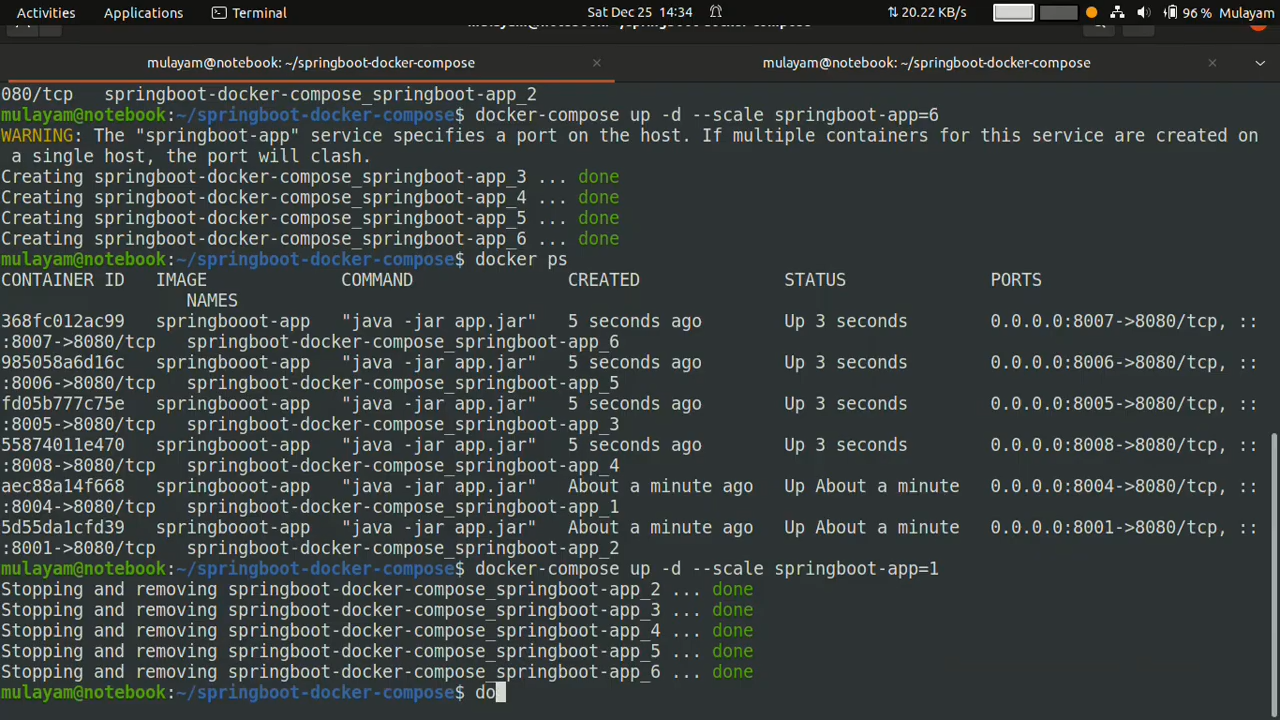 Activities Applications Terminal Sat Dec 25 14:34 20.22 KB/s 96 % Mulayam
mulayam@notebook: ~/springboot-docker-compose × mulayam@notebook: ~/springboot-docker-compose ×
080/tcp springboot-docker-compose_springboot-app_2
mulayam@notebook:~/springboot-docker-compose$ docker-compose up -d --scale springboot-app=6
WARNING: The "springboot-app" service specifies a port on the host. If multiple containers for this service are created on
a single host, the port will clash.
Creating springboot-docker-compose_springboot-app_3 ... done
Creating springboot-docker-compose_springboot-app_4 ... done
Creating springboot-docker-compose_springboot-app_5 ... done
Creating springboot-docker-compose_springboot-app_6 ... done
mulayam@notebook:~/springboot-docker-compose$ docker ps
CONTAINER ID IMAGE COMMAND CREATED STATUS PORTS
NAMES
368fc012ac99 springbooot-app "java -jar app.jar" 5 seconds ago Up 3 seconds 0.0.0.0:8007->8080/tcp, ::
:8007->8080/tcp springboot-docker-compose_springboot-app_6
985058a6d16c springbooot-app "java -jar app.jar" 5 seconds ago Up 3 seconds 0.0.0.0:8006->8080/tcp, ::
:8006->8080/tcp springboot-docker-compose_springboot-app_5
fd05b777c75e springbooot-app "java -jar app.jar" 5 seconds ago Up 3 seconds 0.0.0.0:8005->8080/tcp, ::
:8005->8080/tcp springboot-docker-compose_springboot-app_3
55874011e470 springbooot-app "java -jar app.jar" 5 seconds ago Up 3 seconds 0.0.0.0:8008->8080/tcp, ::
:8008->8080/tcp springboot-docker-compose_springboot-app_4
aec88a14f668 springbooot-app "java -jar app.jar" About a minute ago Up About a minute 0.0.0.0:8004->8080/tcp, ::
:8004->8080/tcp springboot-docker-compose_springboot-app_1
5d55da1cfd39 springbooot-app "java -jar app.jar" About a minute ago Up About a minute 0.0.0.0:8001->8080/tcp, ::
:8001->8080/tcp springboot-docker-compose_springboot-app_2
mulayam@notebook:~/springboot-docker-compose$ docker-compose up -d --scale springboot-app=1
Stopping and removing springboot-docker-compose_springboot-app_2 ... done
Stopping and removing springboot-docker-compose_springboot-app_3 ... done
Stopping and removing springboot-docker-compose_springboot-app_4 ... done
Stopping and removing springboot-docker-compose_springboot-app_5 ... done
Stopping and removing springboot-docker-compose_springboot-app_6 ... done
mulayam@notebook:~/springboot-docker-compose$ do